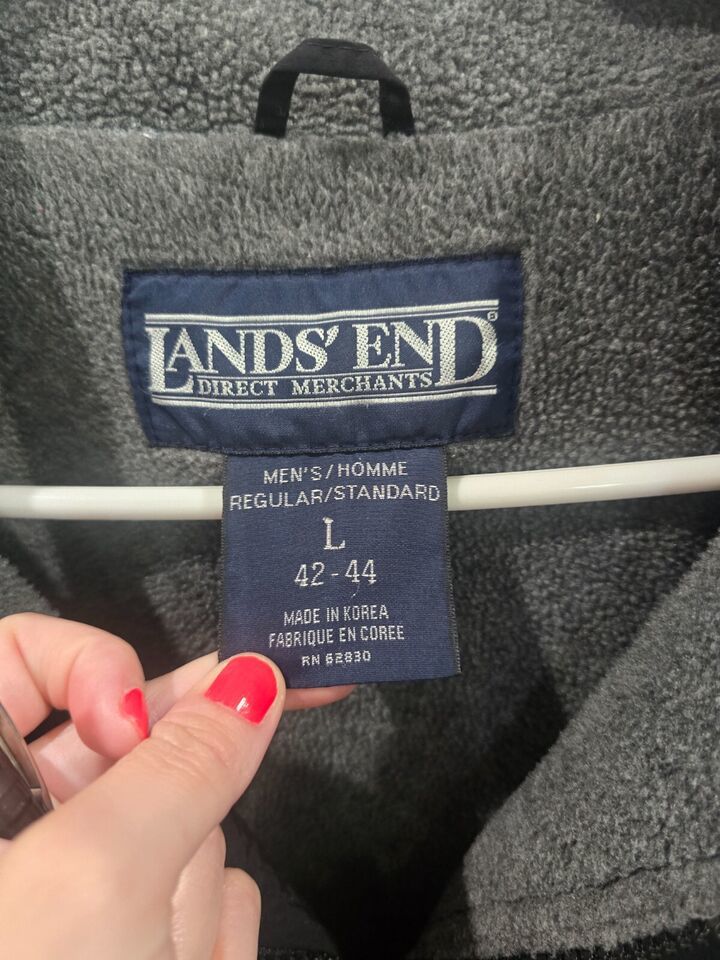 LANDS' END
DIRECT MERCHANTS
MEN'S/HOMME
REGULAR/STANDARD
L
42-44
MADE IN KOREA
FABRIQUE EN COREE
RN 62830